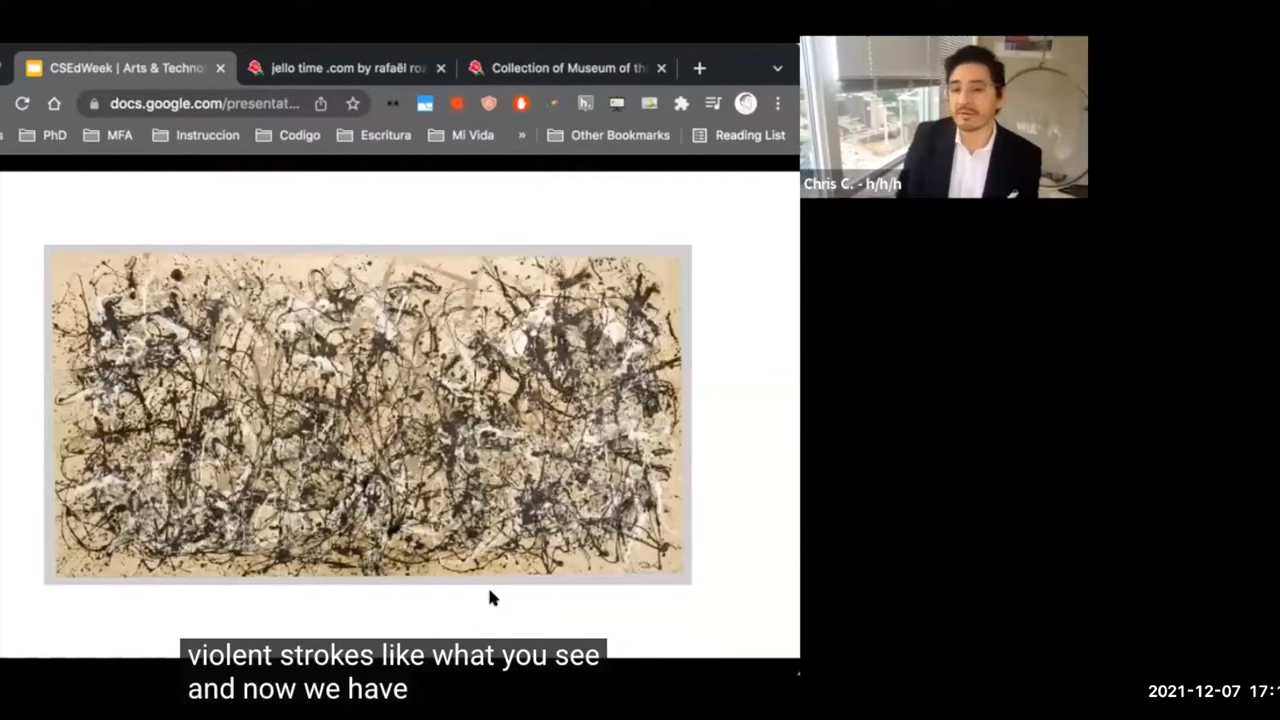 CSEdWeek | Arts & Techno
jello time .com by rafaël roz
Collection of Museum of th
docs.google.com/presentat...
s
PhD
MFA
Instruccion
Codigo
Escritura
Mi Vida
»
Other Bookmarks
Reading List
Chris C. - h/h/h
violent strokes like what you see
and now we have
2021-12-07 17: